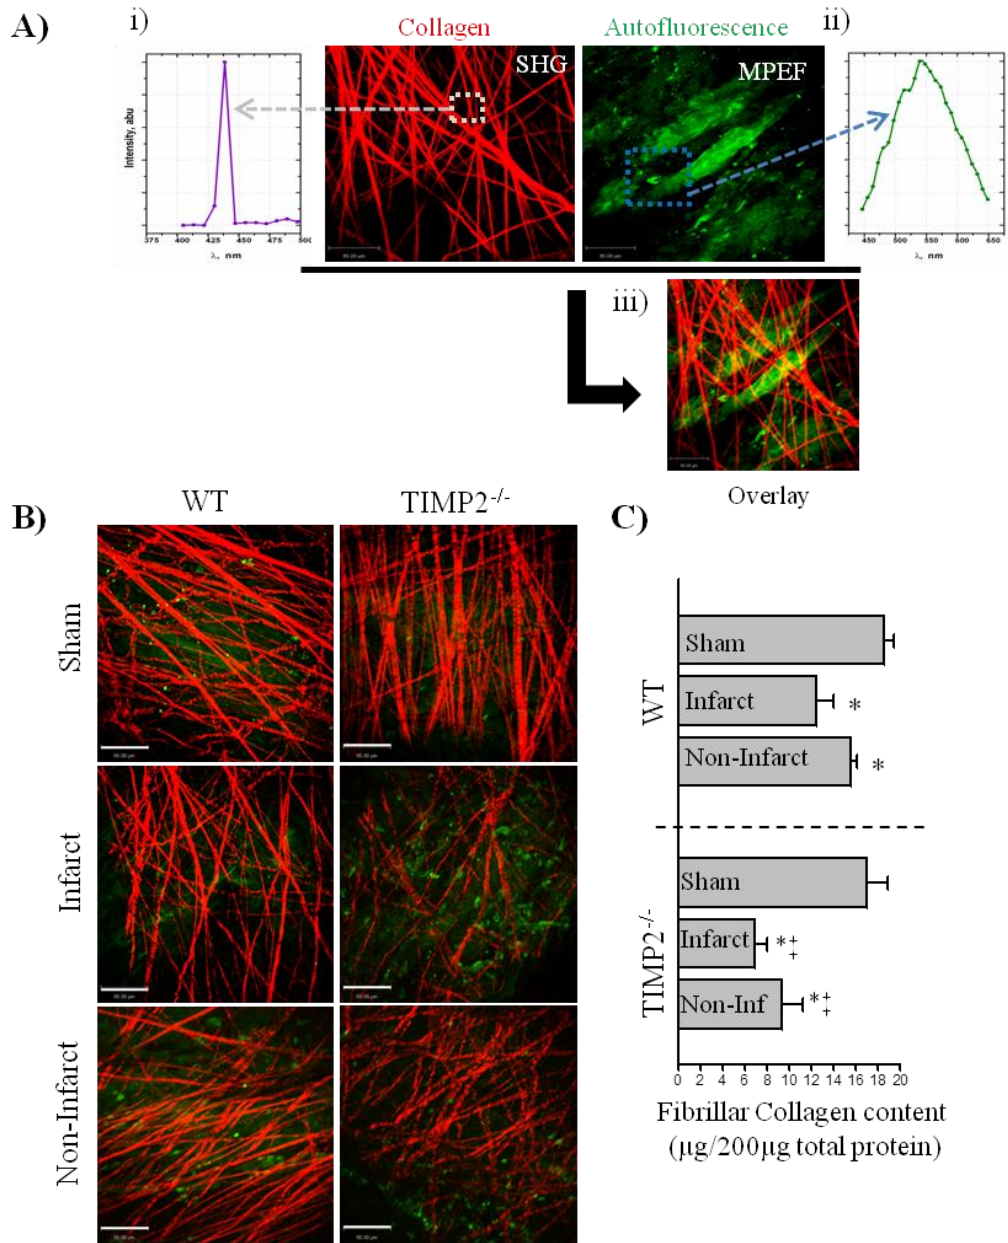 A)
i)
Collagen
Autofluorescence
ii)
SHG
MPEF
Intensity, abu
375 400 425 450 475 500
λ, nm
450 500 550 600 650
λ, nm
iii)
Overlay
B)
WT
TIMP2-/-
Sham
Infarct
Non-Infarct
C)
WT
Sham
Infarct *
Non-Infarct *
TIMP2-/-
Sham
Infarct *‡
Non-Inf *‡
0 2 4 6 8 10 12 14 16 18 20
Fibrillar Collagen content
(µg/200µg total protein)